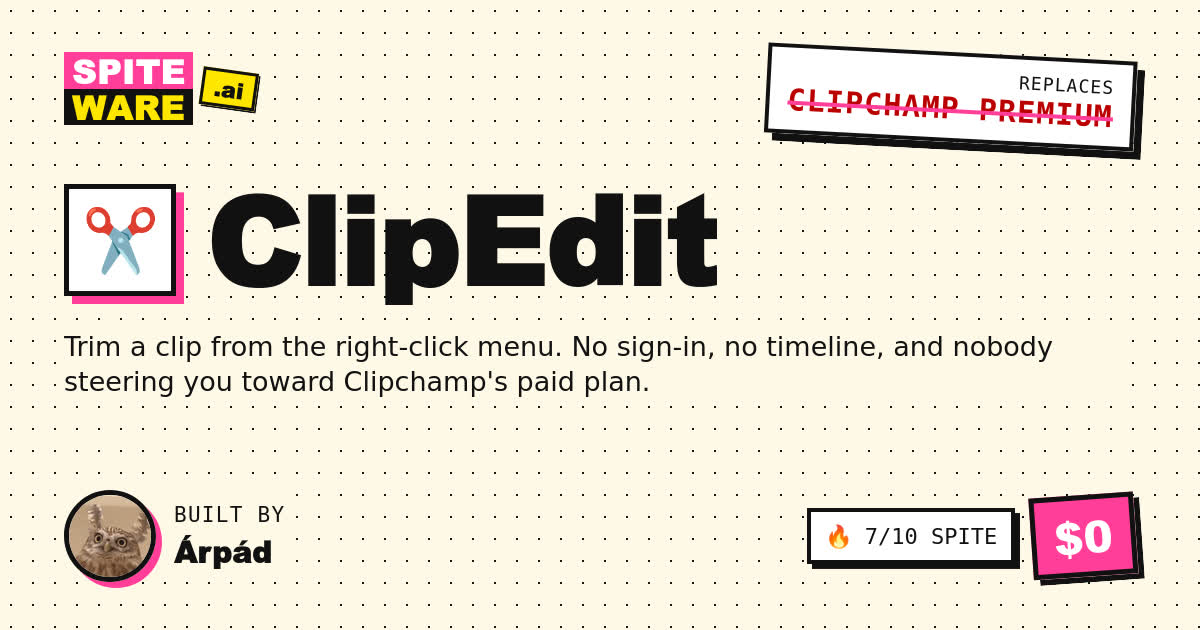 SPITE
WARE
.ai
REPLACES
CLIPCHAMP PREMIUM
ClipEdit
Trim a clip from the right-click menu. No sign-in, no timeline, and nobody
steering you toward Clipchamp's paid plan.
BUILT BY
Árpád
7/10 SPITE
$0